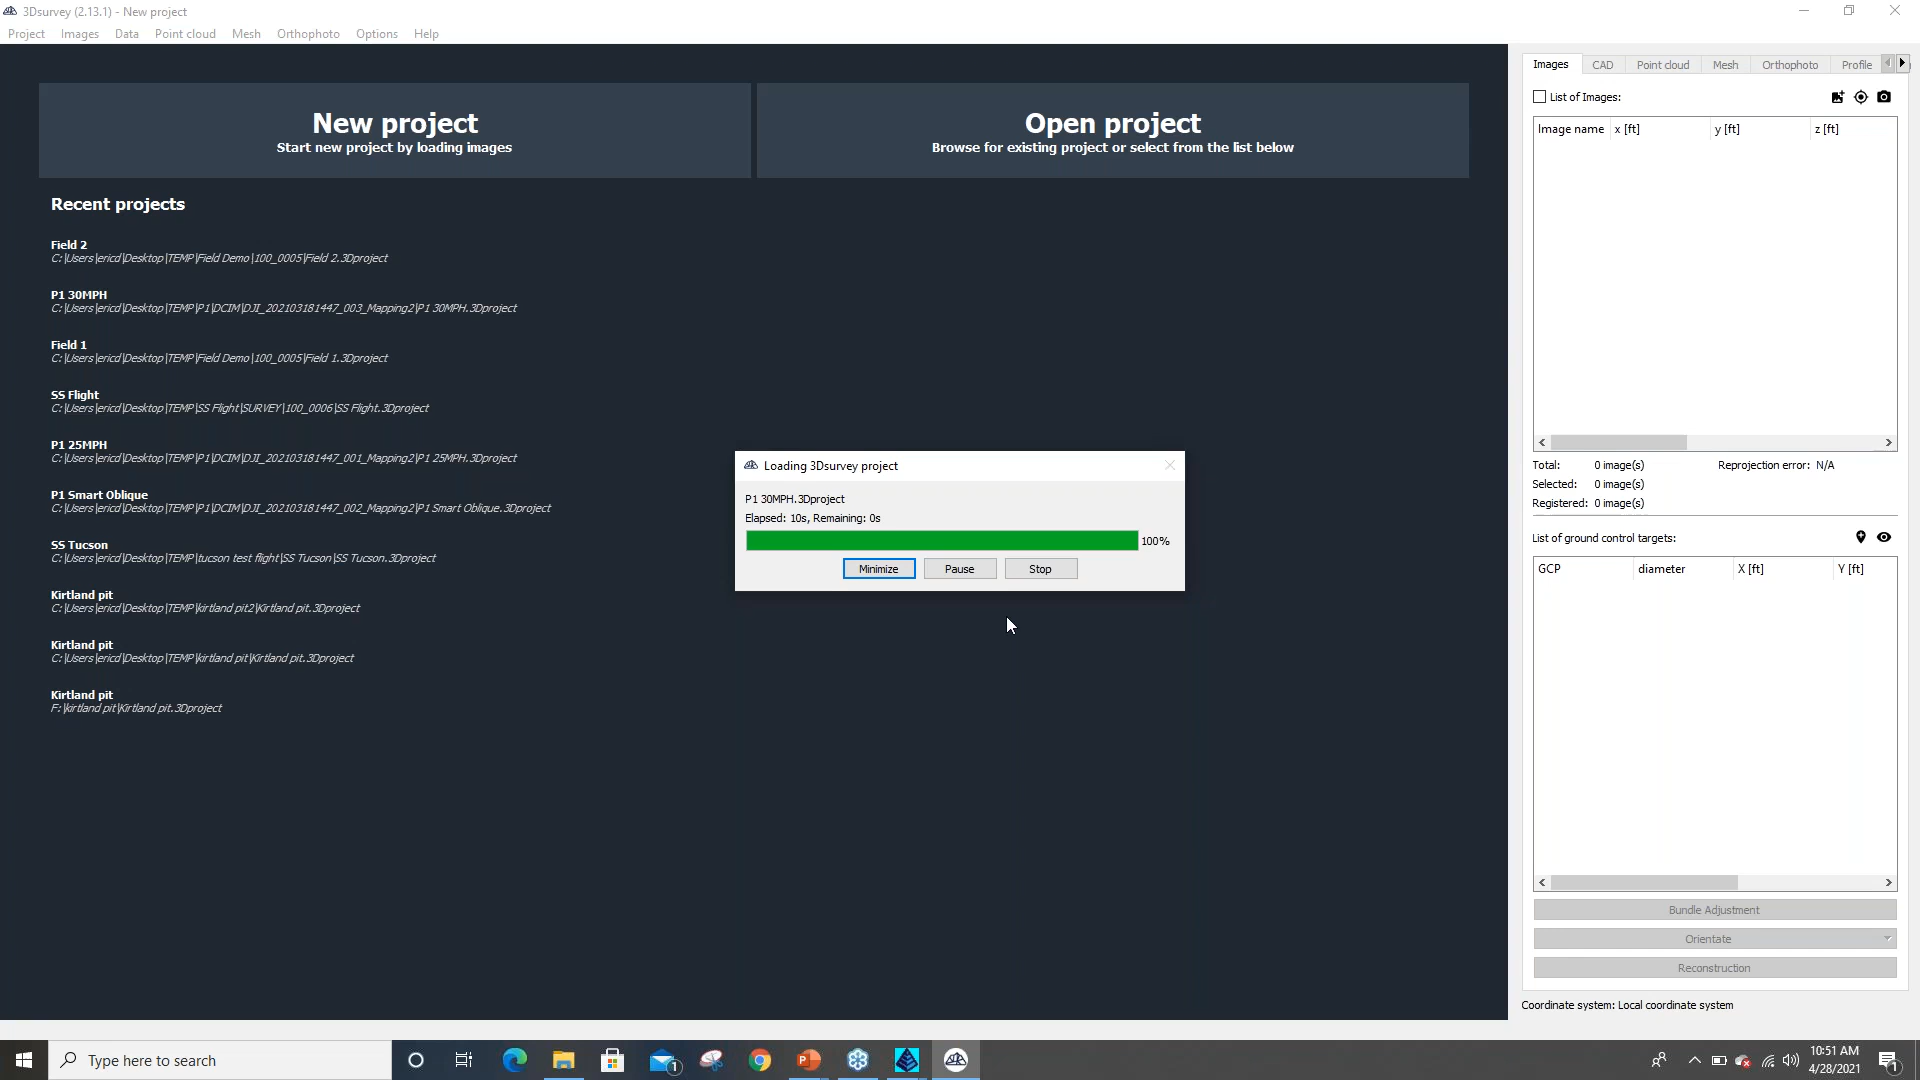 3Dsurvey (2.13.1) - New project
Project Images Data Point cloud Mesh Orthophoto Options Help
New project
Start new project by loading images
Open project
Browse for existing project or select from the list below
Recent projects
Field 2
C:\Users\ericd\Desktop\TEMP\Field Demo\100_0005\Field 2.3Dproject
P1 30MPH
C:\Users\ericd\Desktop\TEMP\P1\DCIM\DJI_202103181447_003_Mapping2\P1 30MPH.3Dproject
Field 1
C:\Users\ericd\Desktop\TEMP\Field Demo\100_0005\Field 1.3Dproject
SS Flight
C:\Users\ericd\Desktop\TEMP\SS Flight\SURVEY\100_0006\SS Flight.3Dproject
P1 25MPH
C:\Users\ericd\Desktop\TEMP\P1\DCIM\DJI_202103181447_001_Mapping2\P1 25MPH.3Dproject
P1 Smart Oblique
C:\Users\ericd\Desktop\TEMP\P1\DCIM\DJI_202103181447_002_Mapping2\P1 Smart Oblique.3Dproject
SS Tucson
C:\Users\ericd\Desktop\TEMP\tucson test flight\SS Tucson\SS Tucson.3Dproject
Kirtland pit
C:\Users\ericd\Desktop\TEMP\kirtland pit2\Kirtland pit.3Dproject
Kirtland pit
C:\Users\ericd\Desktop\TEMP\kirtland pit\Kirtland pit.3Dproject
Kirtland pit
F:\kirtland pit\Kirtland pit.3Dproject
Loading 3Dsurvey project
P1 30MPH.3Dproject
Elapsed: 10s, Remaining: 0s
100%
Minimize Pause Stop
Images CAD Point cloud Mesh Orthophoto Profile
List of Images:
Image name x [ft] y [ft] z [ft]
Total: 0 image(s) Reprojection error: N/A
Selected: 0 image(s)
Registered: 0 image(s)
List of ground control targets:
GCP diameter X [ft] Y [ft]
Bundle Adjustment
Orientate
Reconstruction
Coordinate system: Local coordinate system
Type here to search
1
10:51 AM
4/28/2021
1